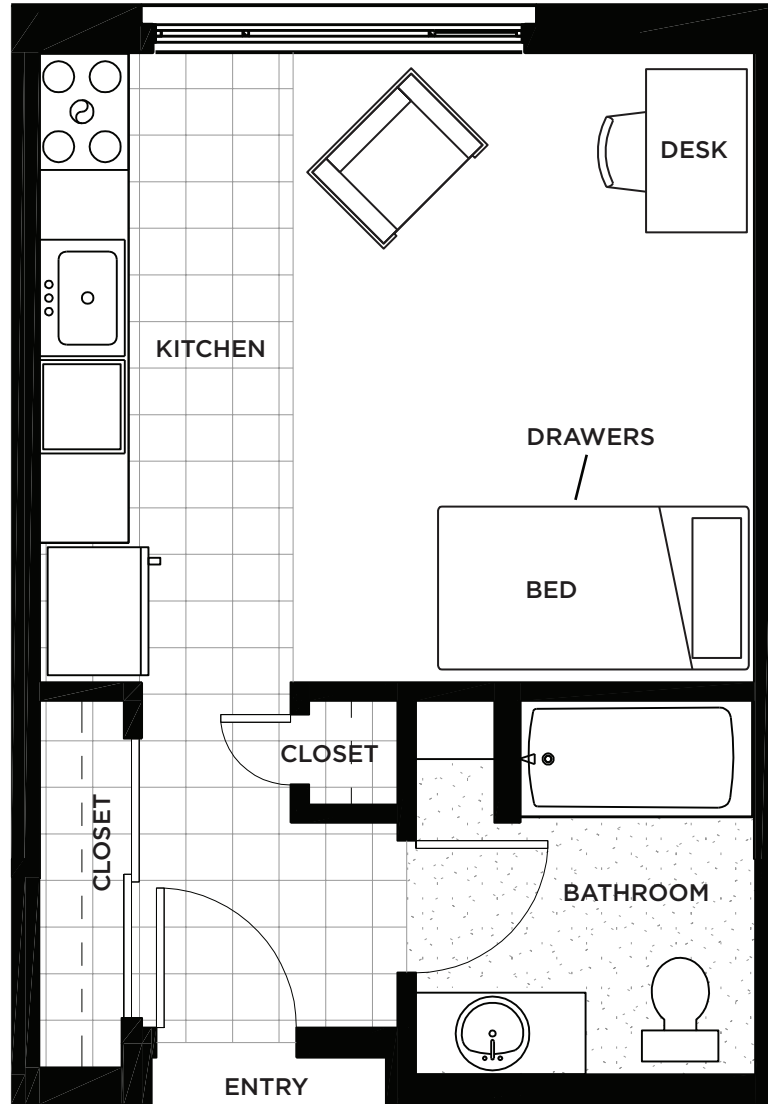 DESK
KITCHEN
DRAWERS
BED
CLOSET
CLOSET
BATHROOM
ENTRY